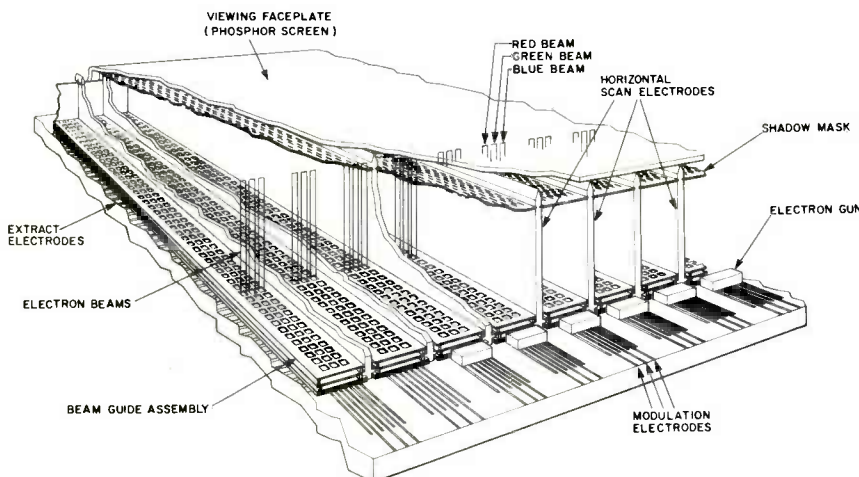 VIEWING FACEPLATE
(PHOSPHOR SCREEN)
RED BEAM
GREEN BEAM
BLUE BEAM
HORIZONTAL
SCAN ELECTRODES
SHADOW MASK
ELECTRON GUN
EXTRACT
ELECTRODES
ELECTRON BEAMS
BEAM GUIDE ASSEMBLY
MODULATION
ELECTRODES